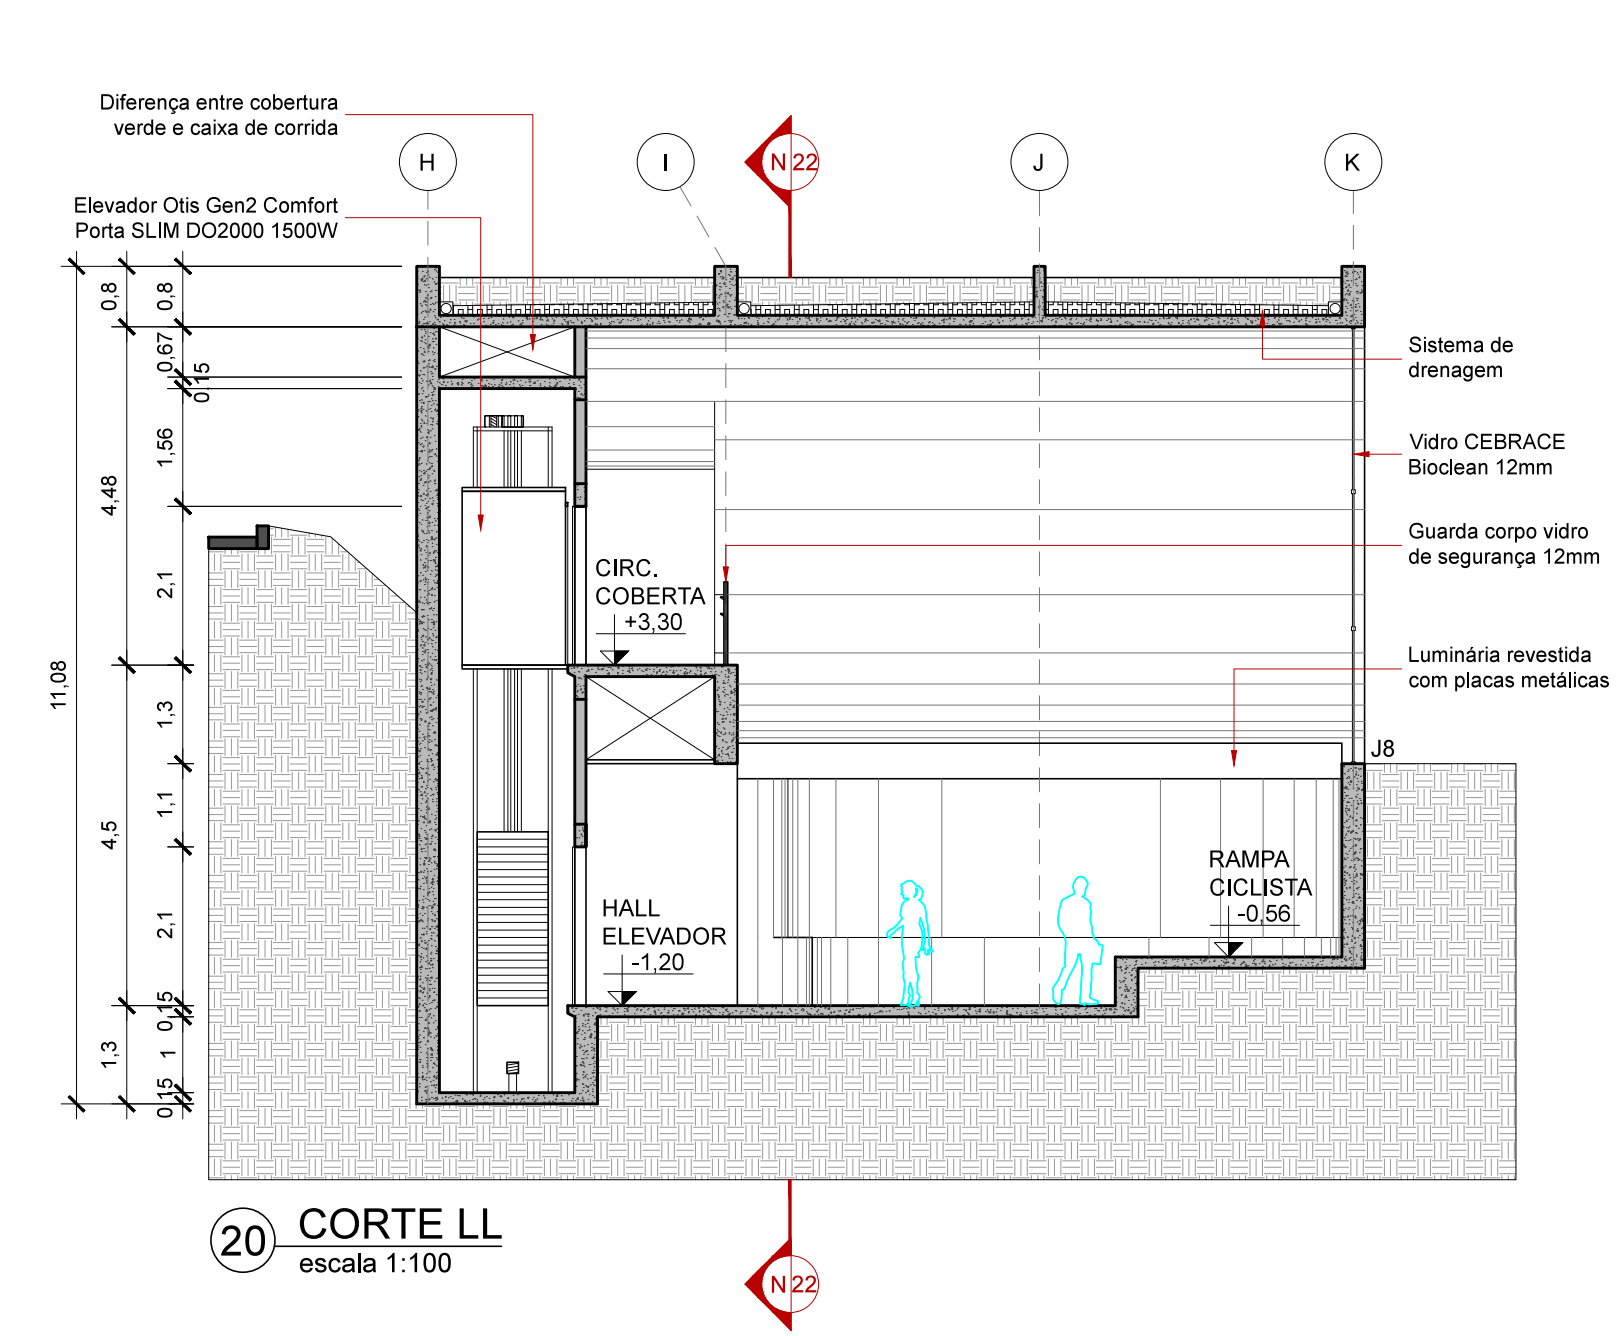 Diferença entre cobertura
verde e caixa de corrida
H
I
N 22
J
K
Elevador Otis Gen2 Comfort
Porta SLIM DO2000 1500W
0,8
0,8
0,67
0,15
1,56
4,48
2,1
11,08
1,3
1,1
4,5
2,1
0,15
1,3
1
0,15
Sistema de
drenagem
Vidro CEBRACE
Bioclean 12mm
Guarda corpo vidro
de segurança 12mm
CIRC.
COBERTA
+3,30
Luminária revestida
com placas metálicas
J8
RAMPA
CICLISTA
-0,56
HALL
ELEVADOR
-1,20
20
CORTE LL
escala 1:100
N 22